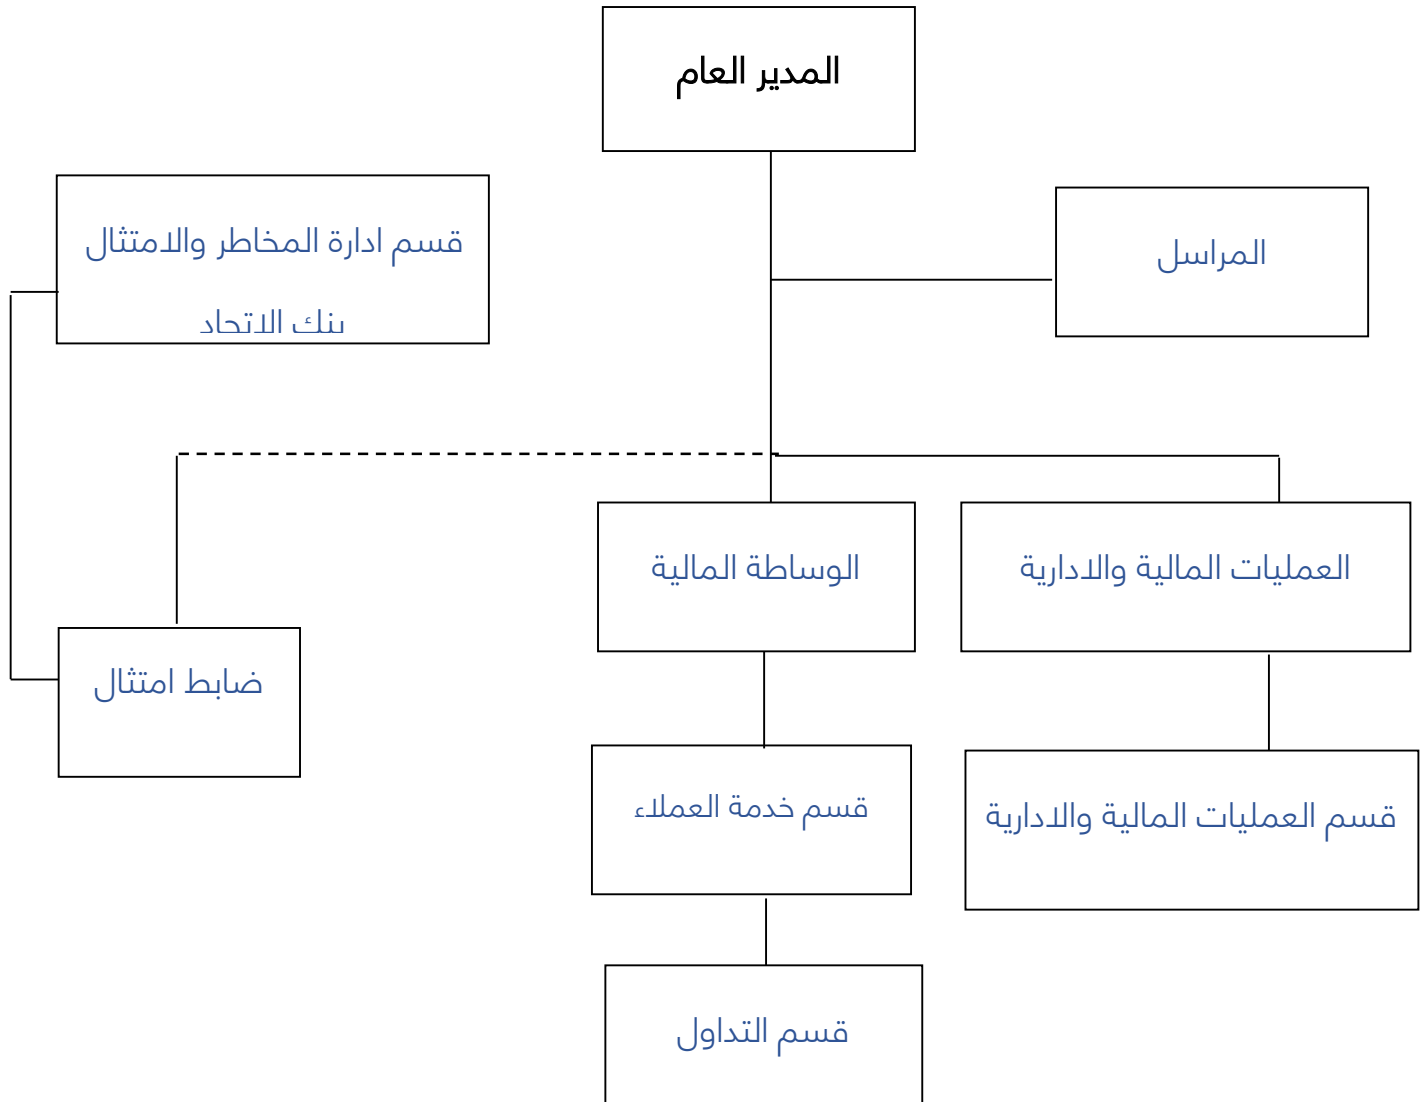 المدير العام
قسم ادارة المخاطر والامتثال
بنك الاتحاد
المراسل
الوساطة المالية
العمليات المالية والادارية
ضابط امتثال
قسم خدمة العملاء
قسم العمليات المالية والادارية
قسم التداول